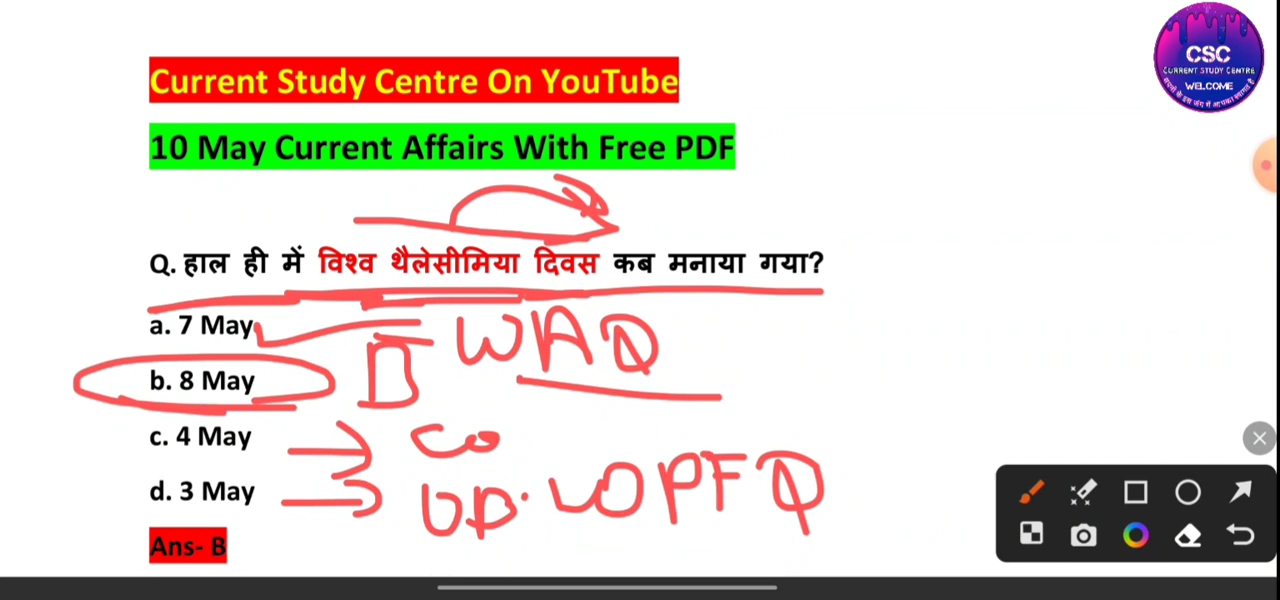 Current Study Centre On YouTube
10 May Current Affairs With Free PDF
Q. हाल ही में विश्व थैलेसीमिया दिवस कब मनाया गया?
a. 7 May
WAD
b. 8 May
c. 4 May
d. 3 May
Ans- B
CSC
CURRENT STUDY CENTRE
WELCOME